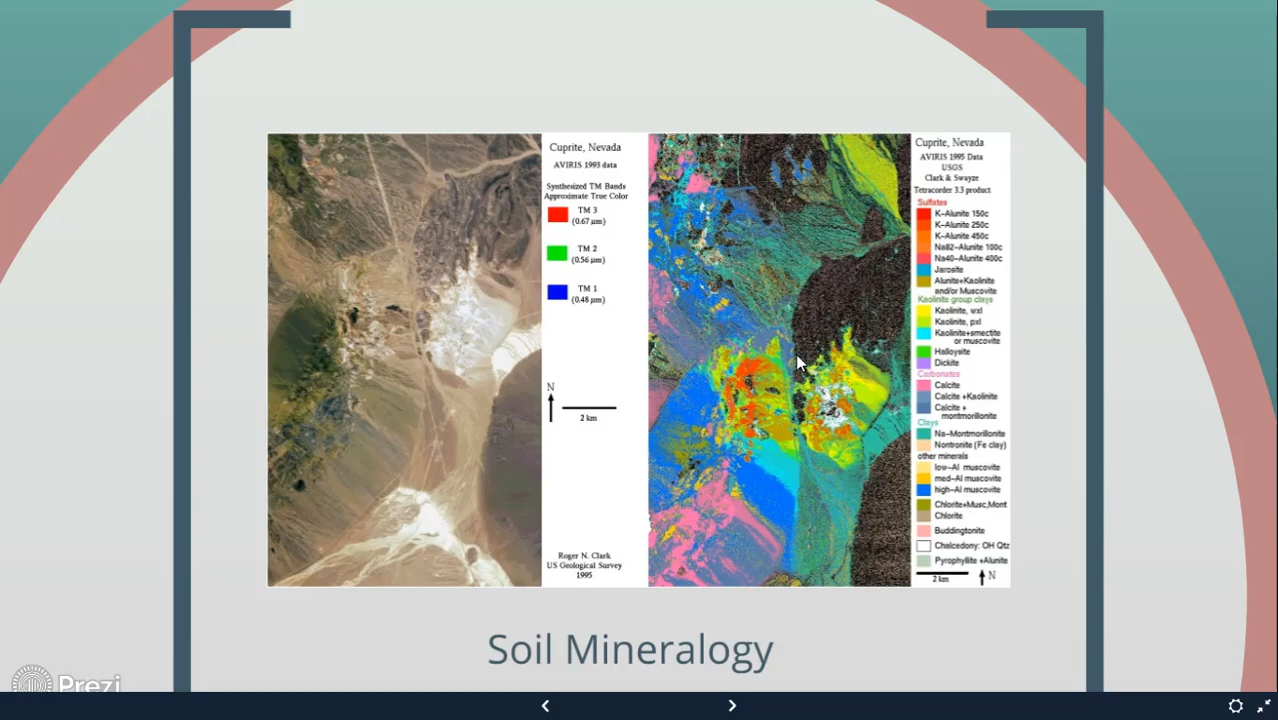 Cuprite, Nevada
AVIRIS 1993 data
Synthesized TM Bands
Approximate True Color
TM 3
(0.67 µm)
TM 2
(0.56 µm)
TM 1
(0.48 µm)
N
2 km
Roger N. Clark
US Geological Survey
1995
Cuprite, Nevada
AVIRIS 1995 Data
USGS
Clark & Swayze
Tetracorder 3.3 product
Sulfates
K-Alunite 150c
K-Alunite 250c
K-Alunite 450c
Na82-Alunite 100c
Na40-Alunite 400c
Jarosite
Alunite+Kaolinite
and/or Muscovite
Kaolinite group clays
Kaolinite, wxl
Kaolinite, pxl
Kaolinite+smectite
or muscovite
Halloysite
Dickite
Carbonates
Calcite
Calcite +Kaolinite
Calcite +
montmorillonite
Clays
Na-Montmorillonite
Nontronite (Fe clay)
other minerals
low-Al muscovite
med-Al muscovite
high-Al muscovite
Chlorite+Musc,Mont
Chlorite
Buddingtonite
Chalcedony: OH Qtz
Pyrophyllite +Alunite
2 km
N
Soil Mineralogy
Prezi